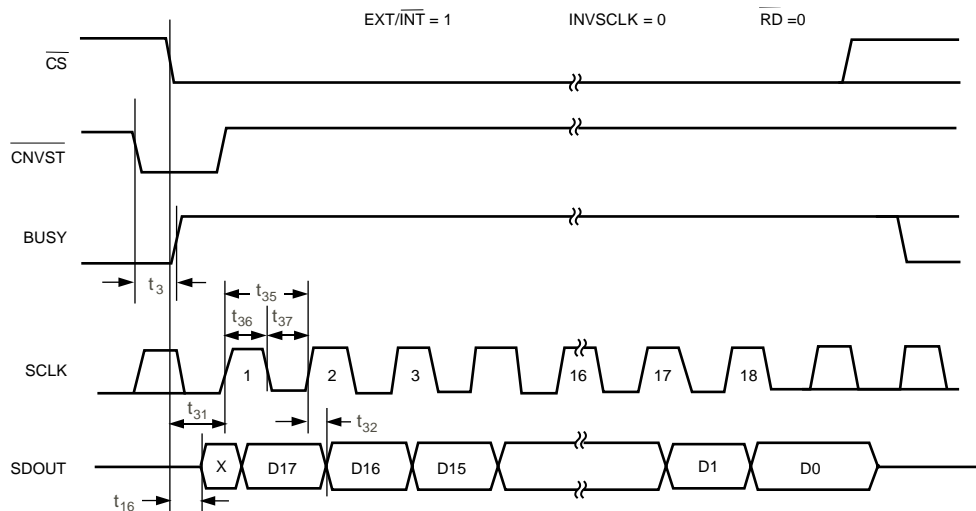 EXT/INT = 1 INVSCLK = 0 RD =0
CS
CNVST
BUSY
t3
t35
t36 t37
SCLK 1 2 3 16 17 18
t31
t32
SDOUT X D17 D16 D15 D1 D0
t16